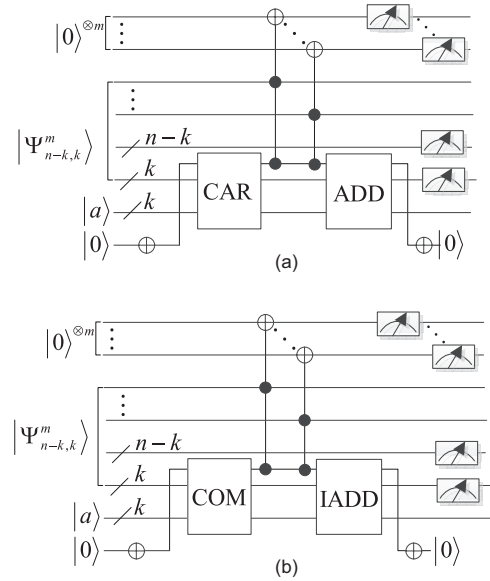 |0⟩^{⊗m}
|Ψ^m_{n-k,k}⟩
n-k
k
CAR
ADD
|a⟩
k
|0⟩
|0⟩
(a)
|0⟩^{⊗m}
|Ψ^m_{n-k,k}⟩
n-k
k
COM
IADD
|a⟩
k
|0⟩
|0⟩
(b)